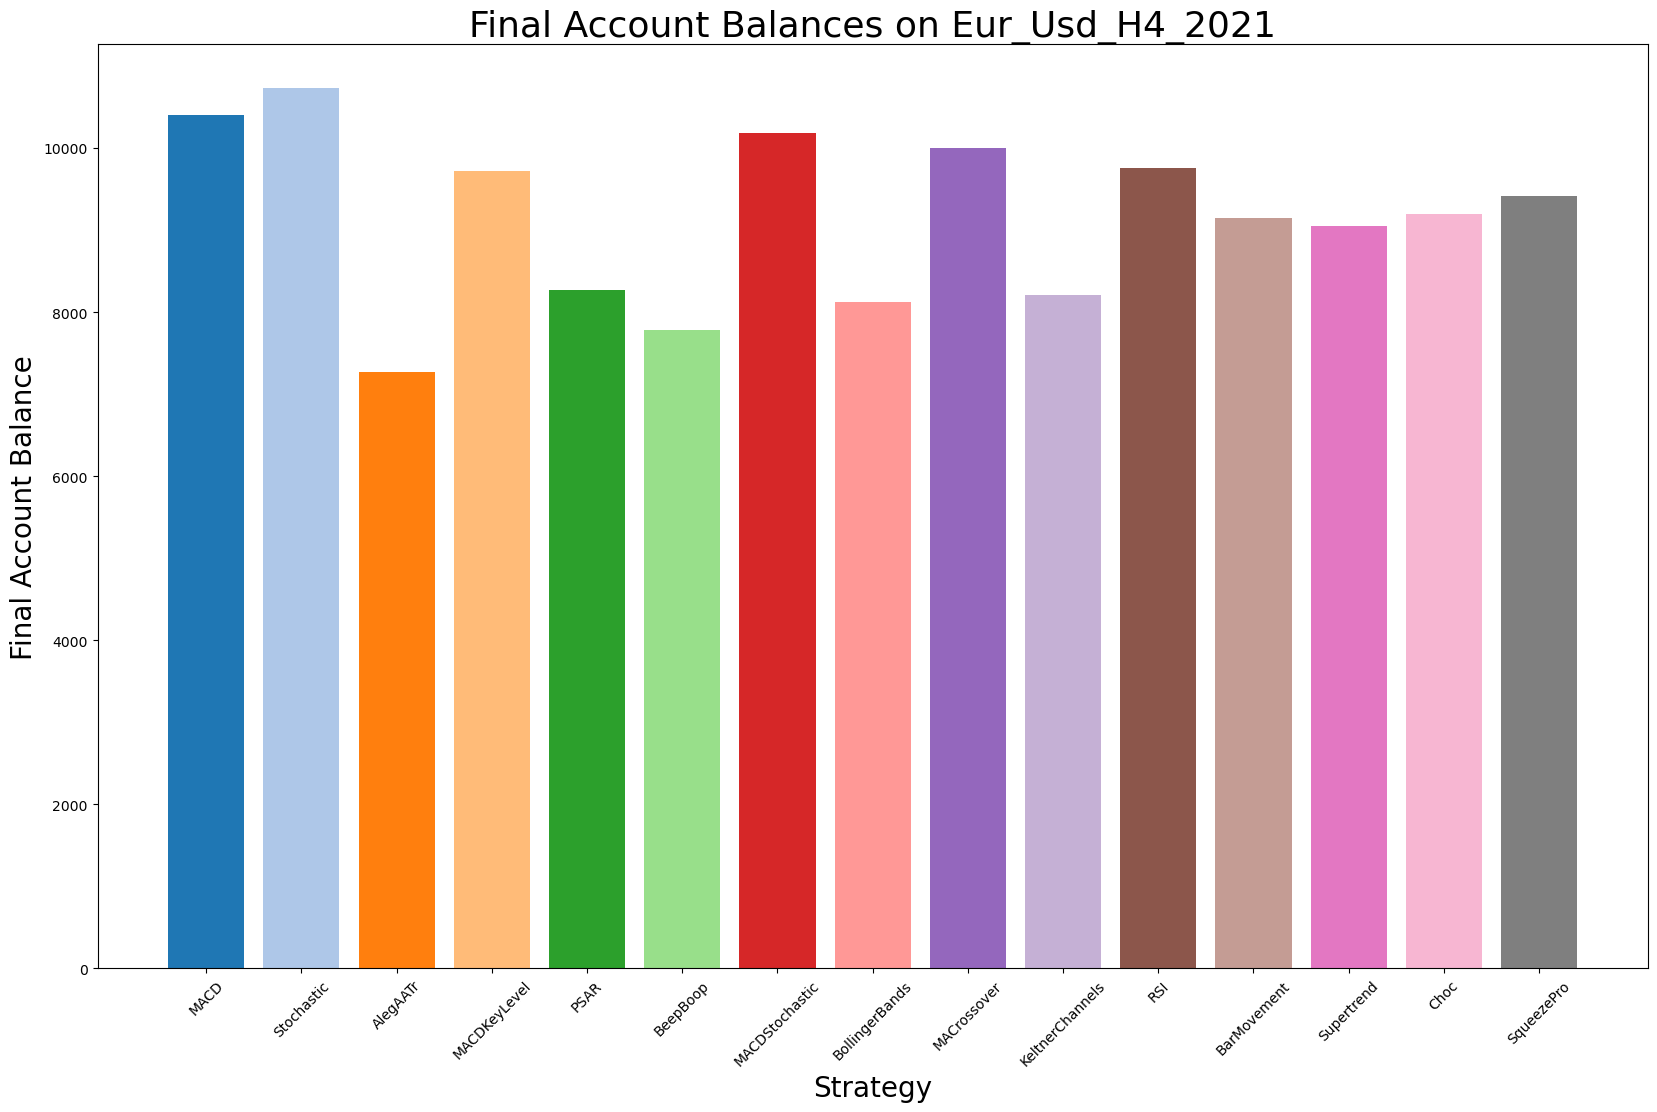 Final Account Balances on Eur_Usd_H4_2021
Final Account Balance
10000
8000
6000
4000
2000
0
MACD
Stochastic
AlegAATr
MACDKeyLevel
PSAR
BeepBoop
MACDStochastic
BollingerBands
MACrossover
KeltnerChannels
RSI
BarMovement
Supertrend
Choc
SqueezePro
Strategy